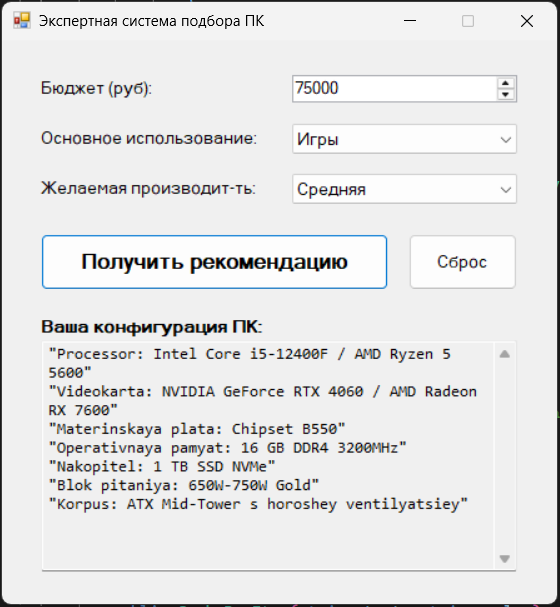 Экспертная система подбора ПК
Бюджет (руб):
75000
Основное использование:
Игры
Желаемая производит-ть:
Средняя
Получить рекомендацию
Сброс
Ваша конфигурация ПК:
"Processor: Intel Core i5-12400F / AMD Ryzen 5
5600"
"Videokarta: NVIDIA GeForce RTX 4060 / AMD Radeon
RX 7600"
"Materinskaya plata: Chipset B550"
"Operativnaya pamyat: 16 GB DDR4 3200MHz"
"Nakopitel: 1 TB SSD NVMe"
"Blok pitaniya: 650W-750W Gold"
"Korpus: ATX Mid-Tower s horoshey ventilyatsiey"